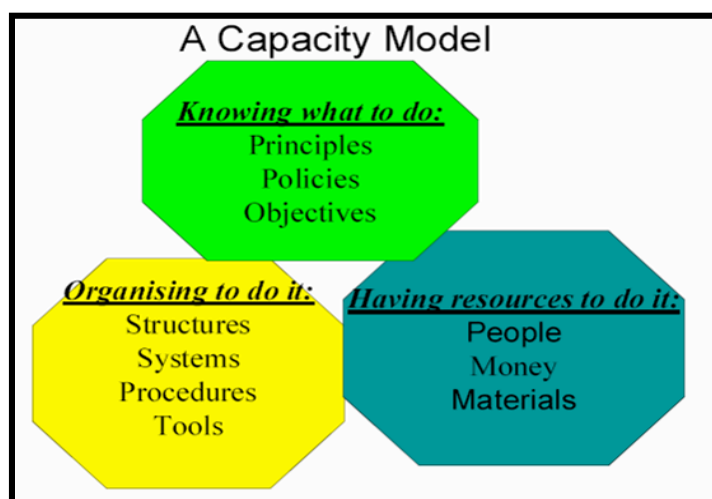 A Capacity Model
Knowing what to do:
Principles
Policies
Objectives
Organising to do it:
Structures
Systems
Procedures
Tools
Having resources to do it:
People
Money
Materials